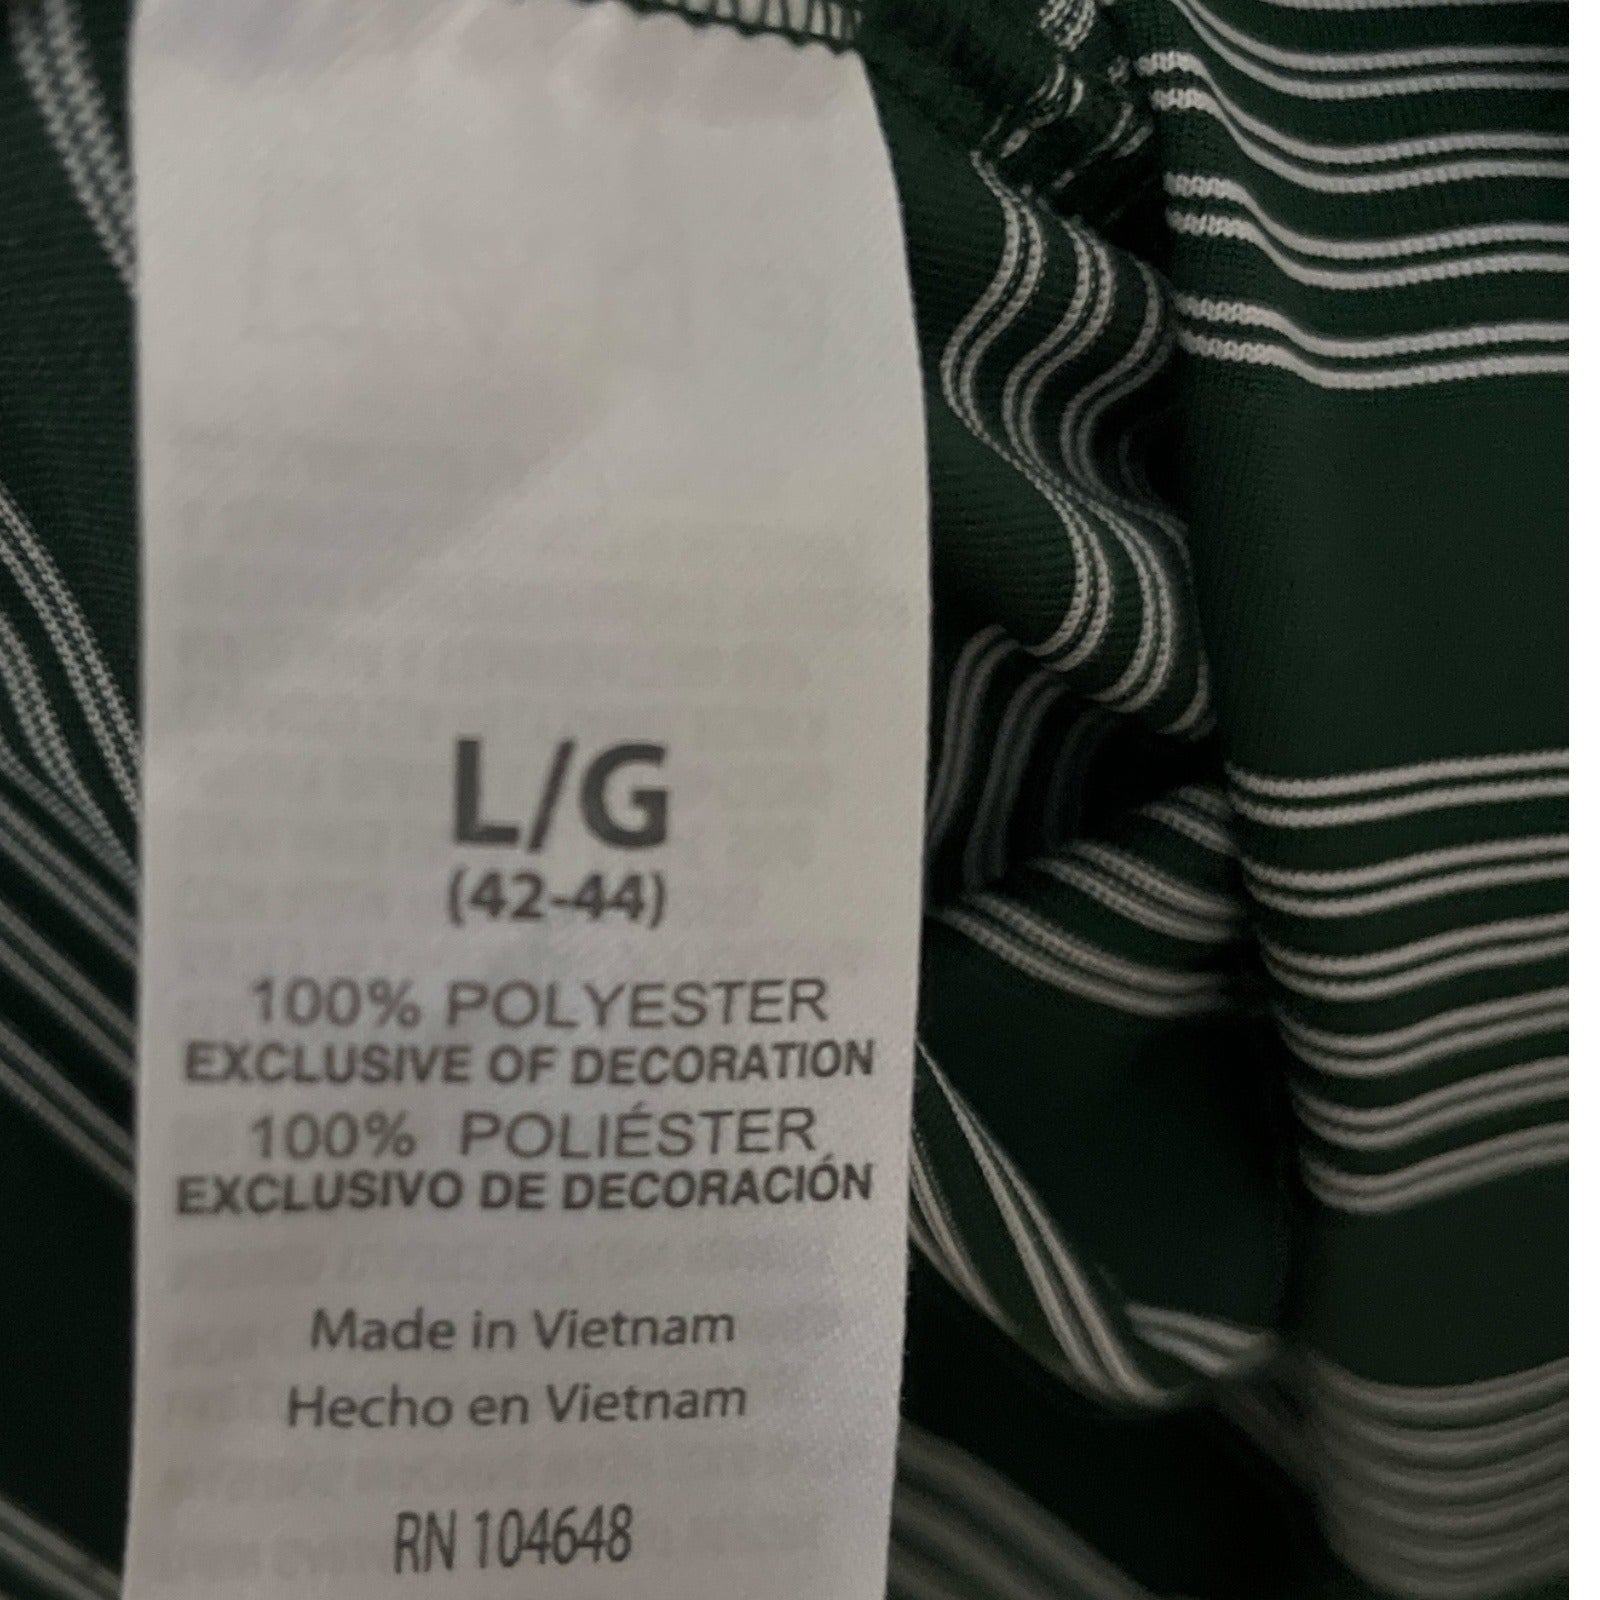 L/G
(42-44)
100% POLYESTER
EXCLUSIVE OF DECORATION
100% POLIÉSTER
EXCLUSIVO DE DECORACIÓN
Made in Vietnam
Hecho en Vietnam
RN 104648